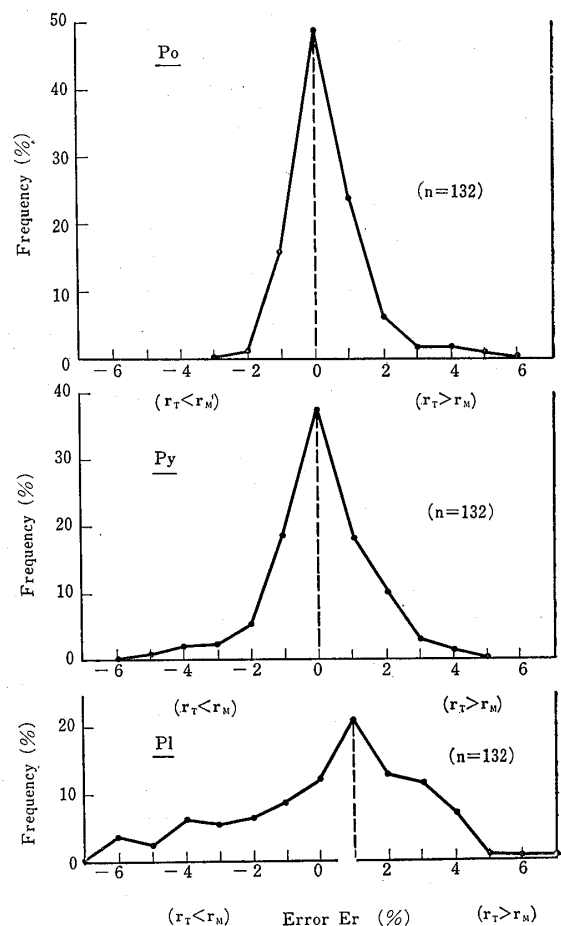 50
Po
40
30
Frequency (%)
(n=132)
20
10
0
-6 -4 -2 0 2 4 6
(rT<rM') (rT>rM)
40
Py
30
Frequency (%)
(n=132)
20
10
0
-6 -4 -2 0 2 4 6
(rT<rM) (rT>rM)
20
Pl
(n=132)
Frequency (%)
10
0
-6 -4 -2 0 2 4 6
(rT<rM) Error Er (%) (rT>rM)